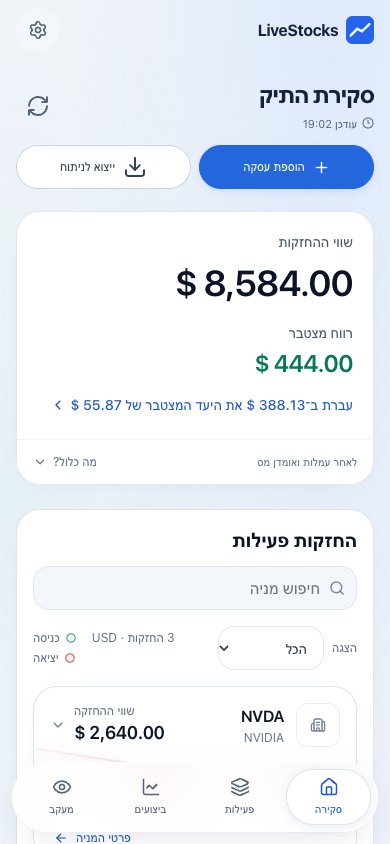 LiveStocks
סקירת התיק
עודכן 19:02
הוספת עסקה
ייצוא לניתוח
שווי ההחזקות
8,584.00 $
רווח מצטבר
444.00 $
עברת ב־388.13 $ את היעד המצטבר של 55.87 $
לאחר עמלות ואומדן מס
מה כלול?
החזקות פעילות
חיפוש מניה
הצגה
הכל
3 החזקות · USD
כניסה
יציאה
NVDA
NVIDIA
שווי ההחזקה
2,640.00 $
סקירה
פעילות
ביצועים
מעקב
פרטי המניה